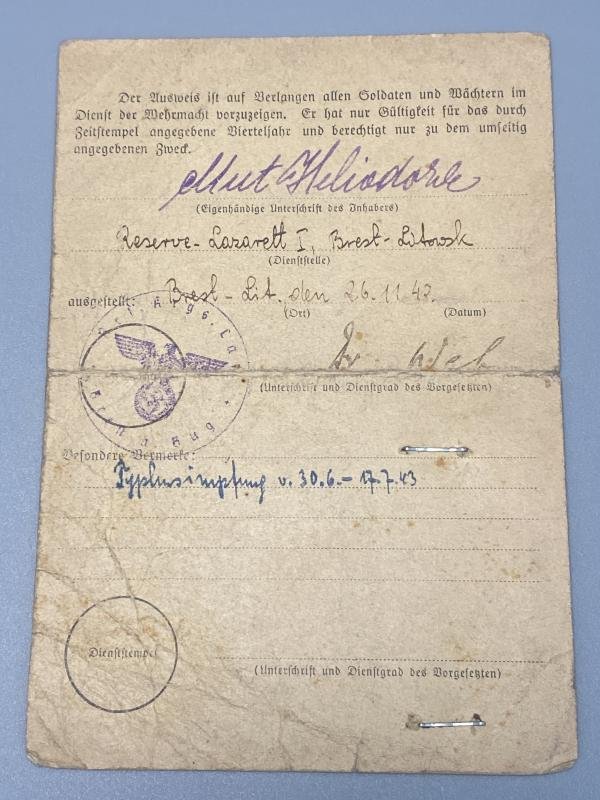 Der Ausweis ist auf Verlangen allen Soldaten und Wächtern im
Dienst der Wehrmacht vorzuzeigen. Er hat nur Gültigkeit für das durch
Zeitstempel angegebene Vierteljahr und berechtigt nur zu dem umseitig
angegebenen Zweck.
Heliodora
(Eigenhändige Unterschrift des Inhabers)
Reserve-Lazarett I, Brest-Litowsk
(Dienststelle)
ausgestellt: Brest-Lit. den 26.11.42.
(Ort) (Datum)
Dr.
(Unterschrift und Dienstgrad des Vorgesetzten)
Besondere Vermerke:
Typhusimpfung v. 30.6.-17.7.43
Dienststempel
(Unterschrift und Dienstgrad des Vorgesetzten)